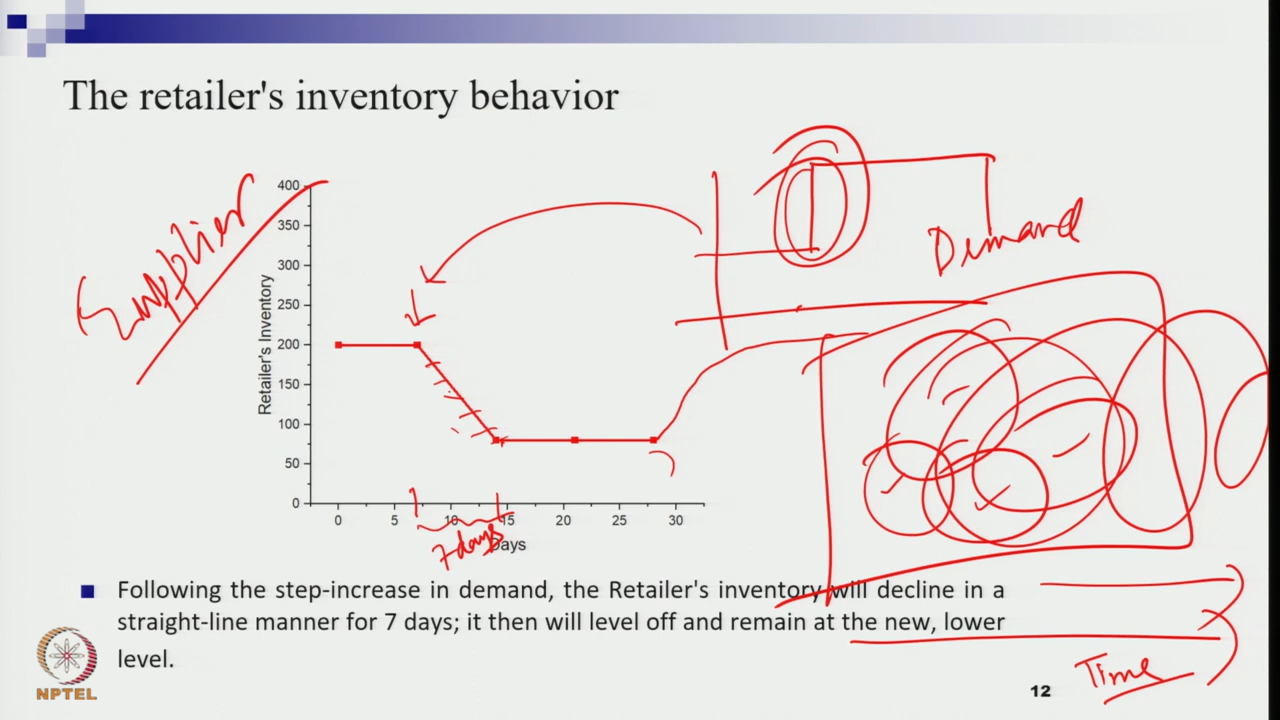 The retailer's inventory behavior
Supplier
Demand
400
350
300
250
200
150
100
50
0
Retailer's Inventory
0 5 10 15 20 25 30
7 days
Days
Following the step-increase in demand, the Retailer's inventory will decline in a
straight-line manner for 7 days; it then will level off and remain at the new, lower
level.
Time
NPTEL
12